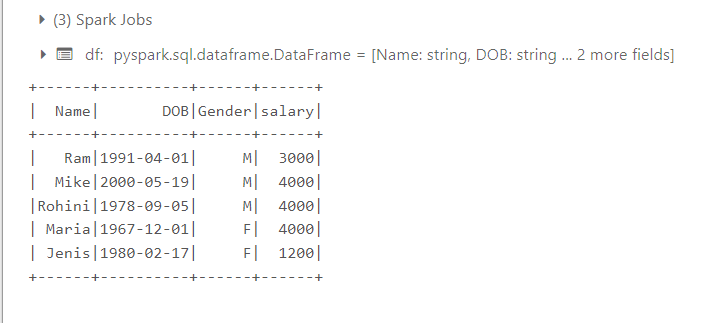 (3) Spark Jobs
df: pyspark.sql.dataframe.DataFrame = [Name: string, DOB: string ... 2 more fields]
+------+----------+------+------+
|  Name|       DOB|Gender|salary|
+------+----------+------+------+
|   Ram|1991-04-01|     M|  3000|
|  Mike|2000-05-19|     M|  4000|
|Rohini|1978-09-05|     M|  4000|
| Maria|1967-12-01|     F|  4000|
| Jenis|1980-02-17|     F|  1200|
+------+----------+------+------+